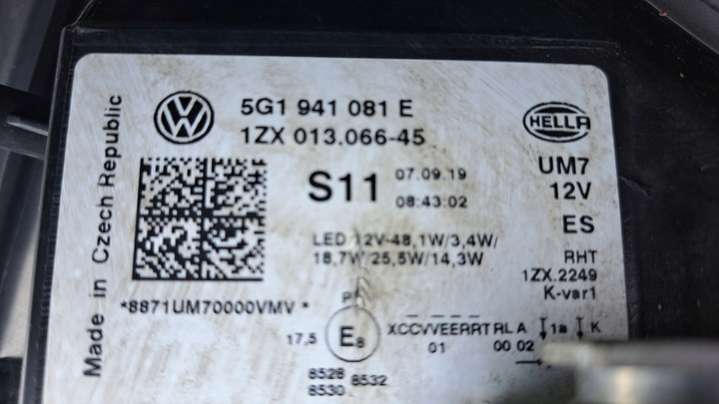 5G1 941 081 E
1ZX 013.066-45
HELLA
Made in Czech Republic
S11
07.09.19
08:43:02
UM7
12V
ES
LED 12V-48,1W/3,4W/
18,7W/25,5W/14,3W
RHT
1ZX.2249
K-var1
*8871UM70000VMV*
17,5
E8
XCCVVEERRT RL A
1a
K
01
00 02
8528
8530
8532